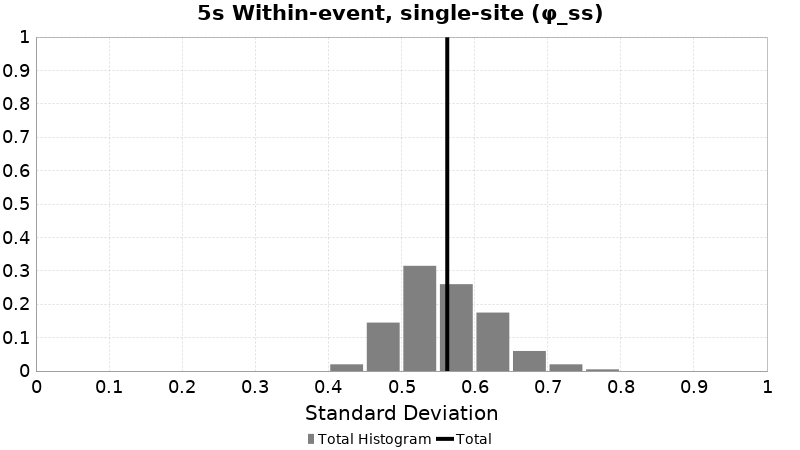 5s Within-event, single-site (φ_ss)
1
0.9
0.8
0.7
0.6
0.5
0.4
0.3
0.2
0.1
0
0 0.1 0.2 0.3 0.4 0.5 0.6 0.7 0.8 0.9 1
Standard Deviation
Total Histogram Total